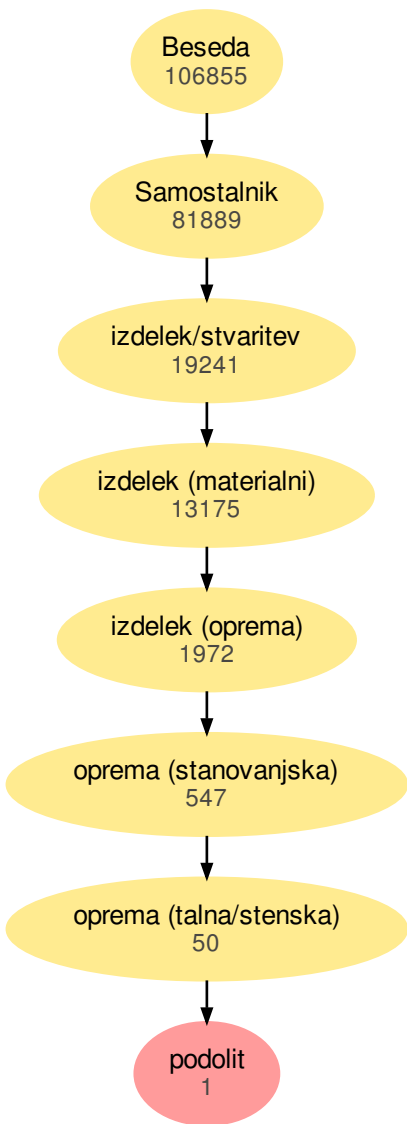 Beseda
106855
Samostalnik
81889
izdelek/stvaritev
19241
izdelek (materialni)
13175
izdelek (oprema)
1972
oprema (stanovanjska)
547
oprema (talna/stenska)
50
podolit
1